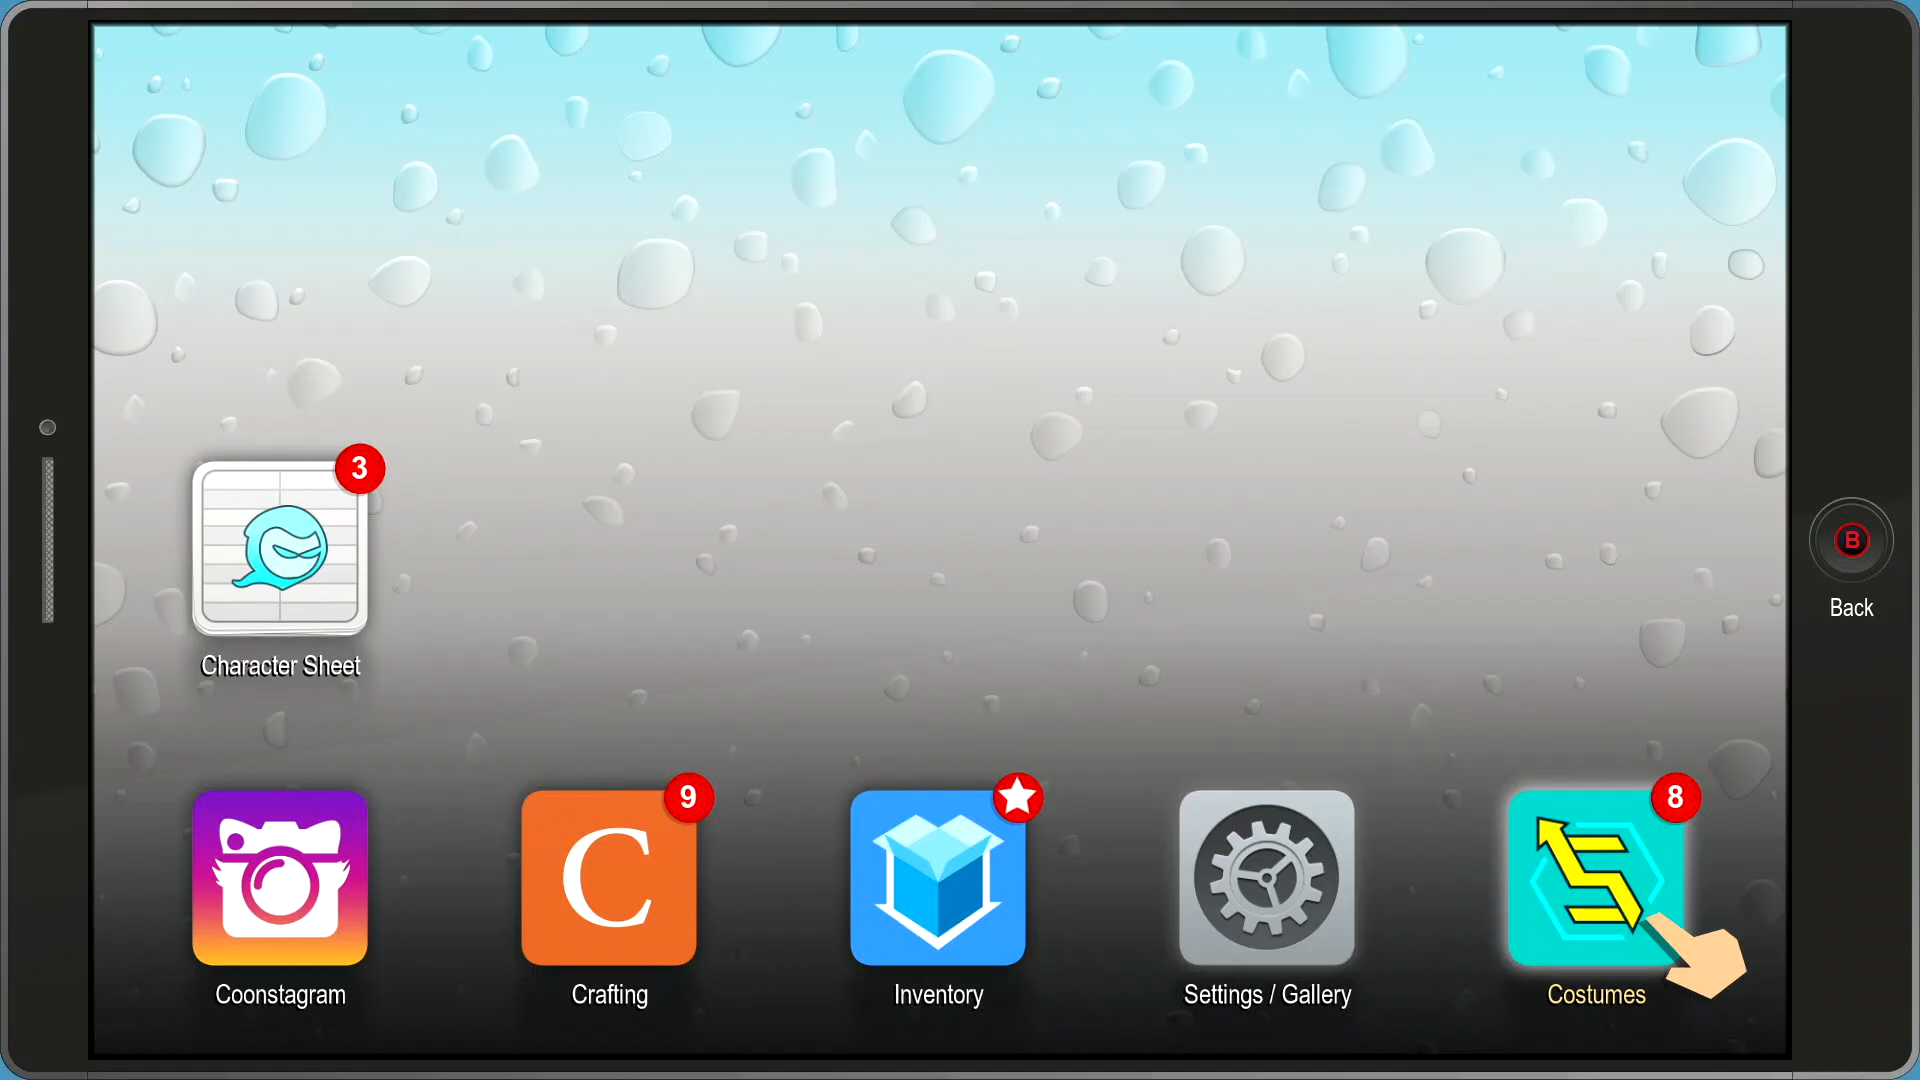 3
Character Sheet
B
Back
9
8
C
Coonstagram
Crafting
Inventory
Settings / Gallery
Costumes